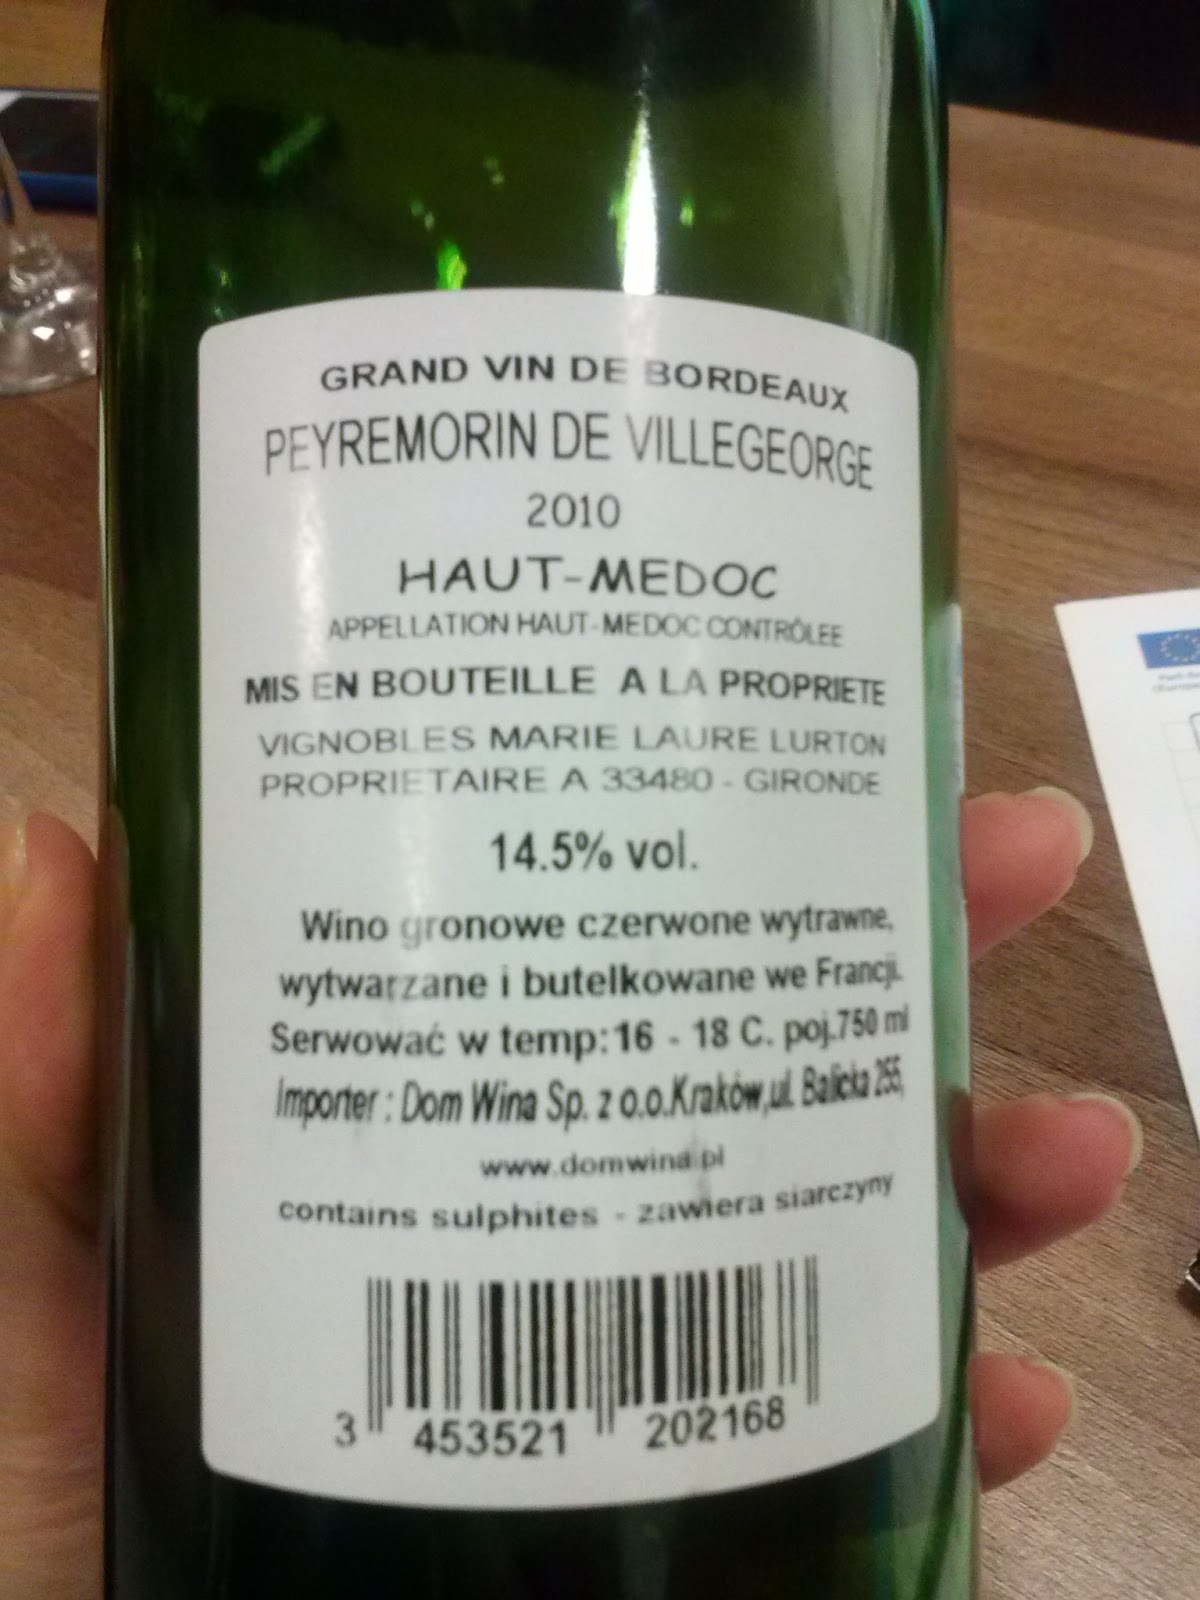 GRAND VIN DE BORDEAUX
PEYREMORIN DE VILLEGEORGE
2010
HAUT-MEDOC
APPELLATION HAUT-MEDOC CONTRÔLEE
MIS EN BOUTEILLE A LA PROPRIETE
VIGNOBLES MARIE LAURE LURTON
PROPRIETAIRE A 33480 - GIRONDE
14.5% vol.
Wino gronowe czerwone wytrawne,
wytwarzane i butelkowane we Francji.
Serwować w temp:16 - 18 C. poj.750 ml
Importer : Dom Wina Sp. z o.o.Kraków,ul. Balicka 255,
www.domwina.pl
contains sulphites - zawiera siarczyny
3 453521 202168